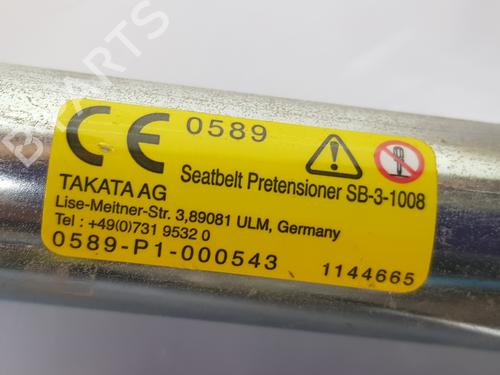 CE 0589
TAKATA AG Seatbelt Pretensioner SB-3-1008
Lise-Meitner-Str. 3,89081 ULM, Germany
Tel : +49(0)731 9532 0
0589-P1-000543 1144665
B-PARTS